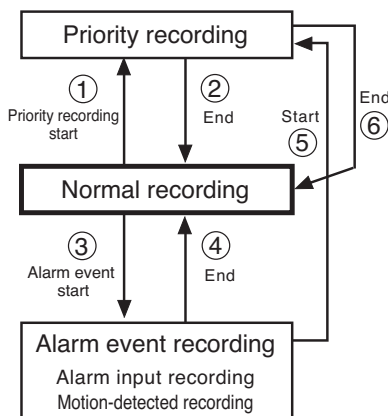 Priority recording
① Priority recording start
② End
Start ⑤
End ⑥
Normal recording
③ Alarm event start
④ End
Alarm event recording
Alarm input recording
Motion-detected recording